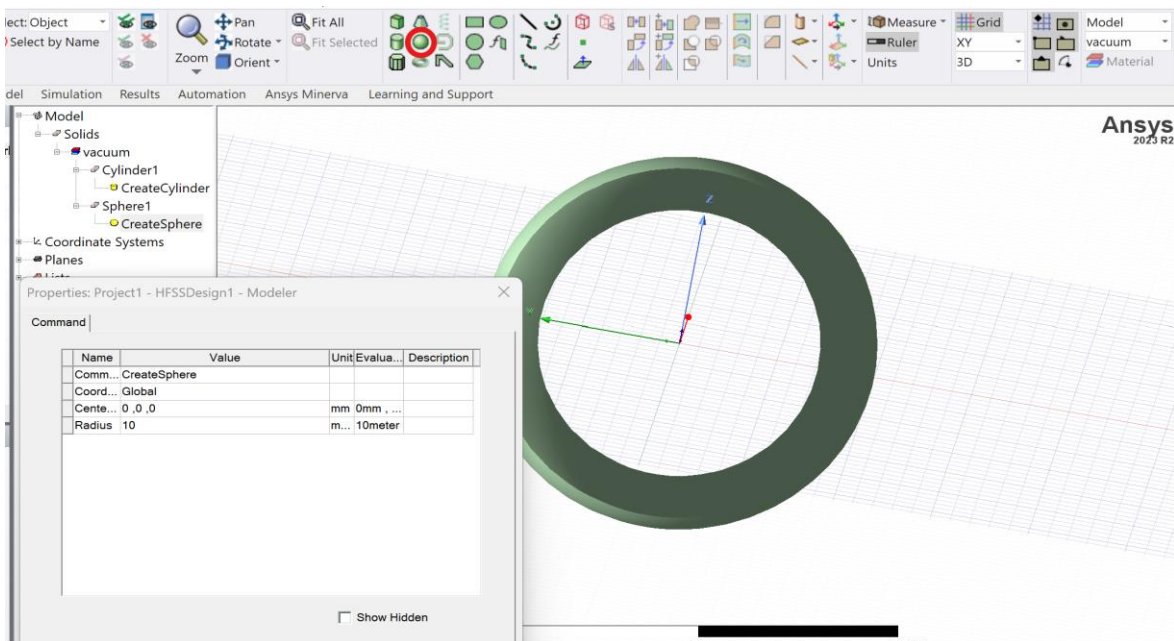 lect: Object
Select by Name
Zoom
Pan
Rotate
Orient
Fit All
Fit Selected
Measure
Ruler
Units
Grid
XY
3D
Model
vacuum
Material
del Simulation Results Automation Ansys Minerva Learning and Support
Model
Solids
vacuum
Cylinder1
CreateCylinder
Sphere1
CreateSphere
Coordinate Systems
Planes
Lists
Ansys
2023 R2
Z
Properties: Project1 - HFSSDesign1 - Modeler
Command
Name Value Unit Evalua... Description
Comm... CreateSphere
Coord... Global
Cente... 0 ,0 ,0 mm 0mm , ...
Radius 10 m... 10meter
Show Hidden